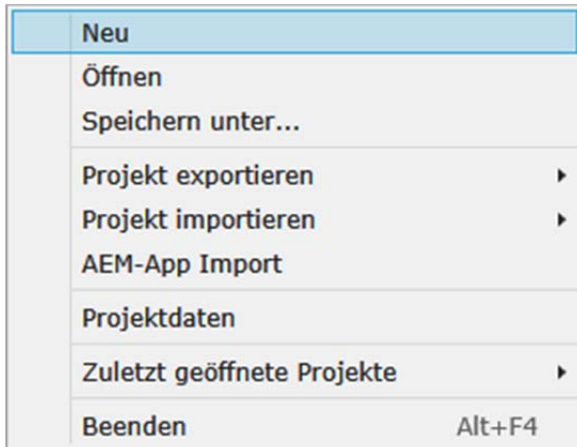 Neu
Öffnen
Speichern unter...
Projekt exportieren
Projekt importieren
AEM-App Import
Projektdaten
Zuletzt geöffnete Projekte
Beenden Alt+F4